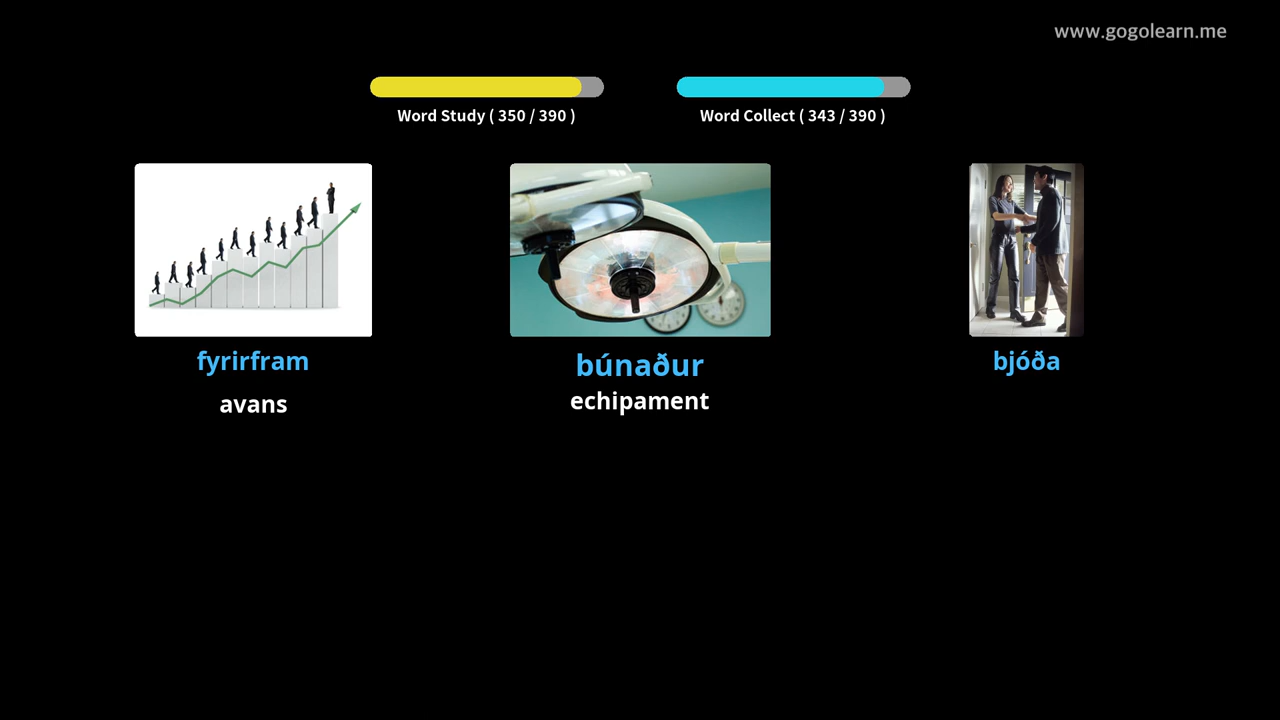 www.gogolearn.me
Word Study ( 350 / 390 )
Word Collect ( 343 / 390 )
fyrirfram
avans
búnaður
echipament
bjóða